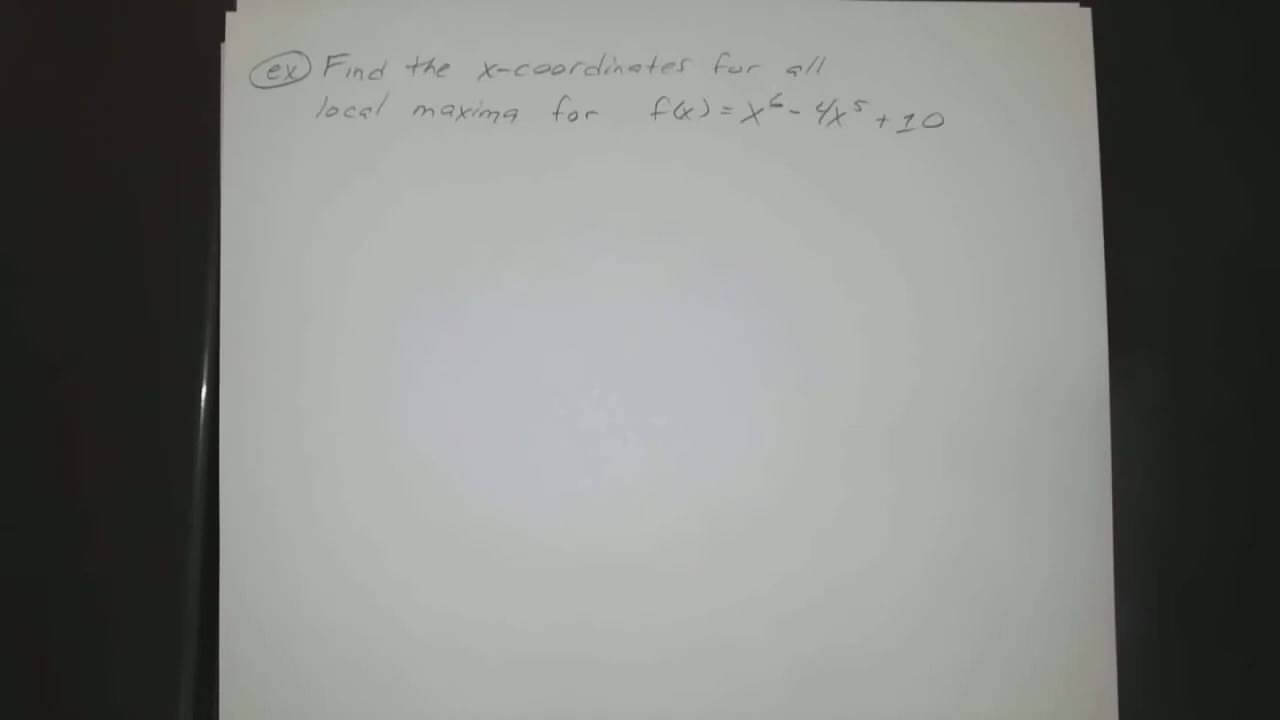 ex Find the x-coordinates for all
local maxima for f(x) = x⁶ - 4x⁵ + 10